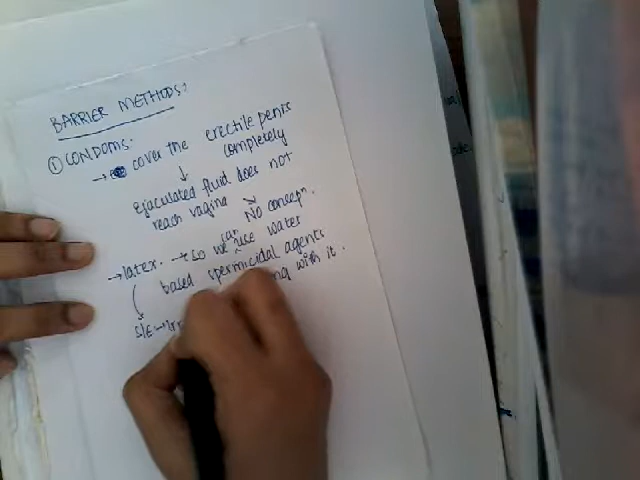 BARRIER METHODS:
① CONDOMS.
→ cover the erectile penis completely
↓
ejaculated fluid does not
reach vagina ↘ No concepⁿ.
→ latex. → so we can use water
based spermicidal agents
with it.
S/E →